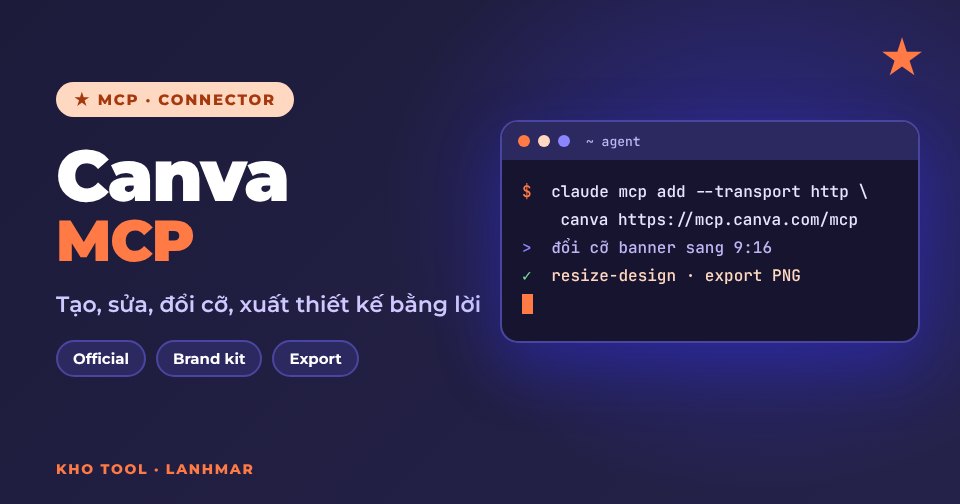 ★ MCP · CONNECTOR
Canva
MCP
Tạo, sửa, đổi cỡ, xuất thiết kế bằng lời
Official
Brand kit
Export
KHO TOOL · LANHMAR
~ agent
$ claude mcp add --transport http \
canva https://mcp.canva.com/mcp
> đổi cỡ banner sang 9:16
✓ resize-design · export PNG